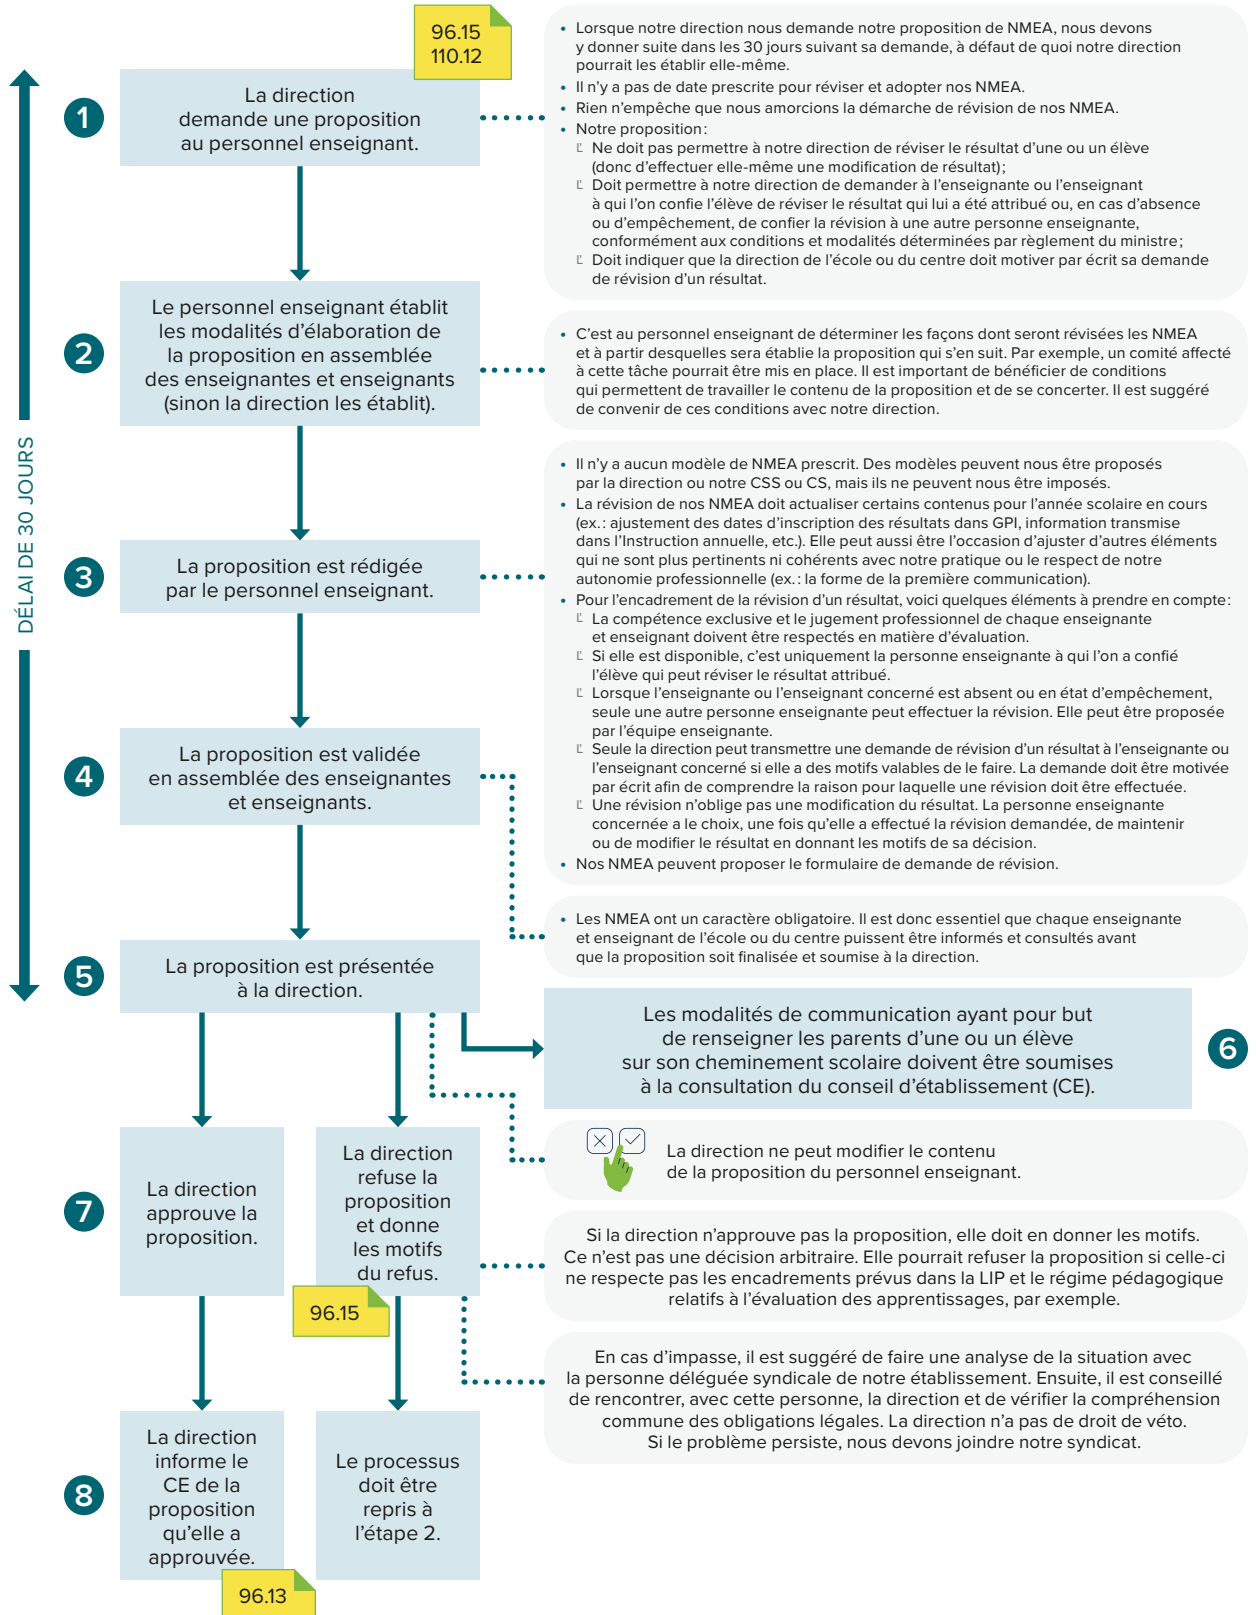 96.15
110.12
1
La direction
demande une proposition
au personnel enseignant.
• Lorsque notre direction nous demande notre proposition de NMEA, nous devons
y donner suite dans les 30 jours suivant sa demande, à défaut de quoi notre direction
pourrait les établir elle-même.
• Il n’y a pas de date prescrite pour réviser et adopter nos NMEA.
• Rien n’empêche que nous amorcions la démarche de révision de nos NMEA.
• Notre proposition :
Ne doit pas permettre à notre direction de réviser le résultat d’une ou un élève
(donc d’effectuer elle-même une modification de résultat) ;
Doit permettre à notre direction de demander à l’enseignante ou l’enseignant
à qui l’on confie l’élève de réviser le résultat qui lui a été attribué ou, en cas d’absence
ou d’empêchement, de confier la révision à une autre personne enseignante,
conformément aux conditions et modalités déterminées par règlement du ministre ;
Doit indiquer que la direction de l’école ou du centre doit motiver par écrit sa demande
de révision d’un résultat.
DÉLAI DE 30 JOURS
2
Le personnel enseignant établit
les modalités d’élaboration de
la proposition en assemblée
des enseignantes et enseignants
(sinon la direction les établit).
• C’est au personnel enseignant de déterminer les façons dont seront révisées les NMEA
et à partir desquelles sera établie la proposition qui s’en suit. Par exemple, un comité affecté
à cette tâche pourrait être mis en place. Il est important de bénéficier de conditions
qui permettent de travailler le contenu de la proposition et de se concerter. Il est suggéré
de convenir de ces conditions avec notre direction.
3
La proposition est rédigée
par le personnel enseignant.
• Il n’y a aucun modèle de NMEA prescrit. Des modèles peuvent nous être proposés
par la direction ou notre CSS ou CS, mais ils ne peuvent nous être imposés.
• La révision de nos NMEA doit actualiser certains contenus pour l’année scolaire en cours
(ex. : ajustement des dates d’inscription des résultats dans GPI, information transmise
dans l’Instruction annuelle, etc.). Elle peut aussi être l’occasion d’ajuster d’autres éléments
qui ne sont plus pertinents ni cohérents avec notre pratique ou le respect de notre
autonomie professionnelle (ex. : la forme de la première communication).
• Pour l’encadrement de la révision d’un résultat, voici quelques éléments à prendre en compte :
La compétence exclusive et le jugement professionnel de chaque enseignante
et enseignant doivent être respectés en matière d’évaluation.
Si elle est disponible, c’est uniquement la personne enseignante à qui l’on a confié
l’élève qui peut réviser le résultat attribué.
Lorsque l’enseignante ou l’enseignant concerné est absent ou en état d’empêchement,
seule une autre personne enseignante peut effectuer la révision. Elle peut être proposée
par l’équipe enseignante.
Seule la direction peut transmettre une demande de révision d’un résultat à l’enseignante ou
l’enseignant concerné si elle a des motifs valables de le faire. La demande doit être motivée
par écrit afin de comprendre la raison pour laquelle une révision doit être effectuée.
Une révision n’oblige pas une modification du résultat. La personne enseignante
concernée a le choix, une fois qu’elle a effectué la révision demandée, de maintenir
ou de modifier le résultat en donnant les motifs de sa décision.
• Nos NMEA peuvent proposer le formulaire de demande de révision.
4
La proposition est validée
en assemblée des enseignantes
et enseignants.
• Les NMEA ont un caractère obligatoire. Il est donc essentiel que chaque enseignante
et enseignant de l’école ou du centre puissent être informés et consultés avant
que la proposition soit finalisée et soumise à la direction.
5
La proposition est présentée
à la direction.
Les modalités de communication ayant pour but
de renseigner les parents d’une ou un élève
sur son cheminement scolaire doivent être soumises
à la consultation du conseil d’établissement (CE).
6
La direction ne peut modifier le contenu
de la proposition du personnel enseignant.
7
La direction
approuve la
proposition.
La direction
refuse la
proposition
et donne
les motifs
du refus.
96.15
Si la direction n’approuve pas la proposition, elle doit en donner les motifs.
Ce n’est pas une décision arbitraire. Elle pourrait refuser la proposition si celle-ci
ne respecte pas les encadrements prévus dans la LIP et le régime pédagogique
relatifs à l’évaluation des apprentissages, par exemple.
En cas d’impasse, il est suggéré de faire une analyse de la situation avec
la personne déléguée syndicale de notre établissement. Ensuite, il est conseillé
de rencontrer, avec cette personne, la direction et de vérifier la compréhension
commune des obligations légales. La direction n’a pas de droit de véto.
Si le problème persiste, nous devons joindre notre syndicat.
8
La direction
informe le
CE de la
proposition
qu’elle a
approuvée.
96.13
Le processus
doit être
repris à
l’étape 2.